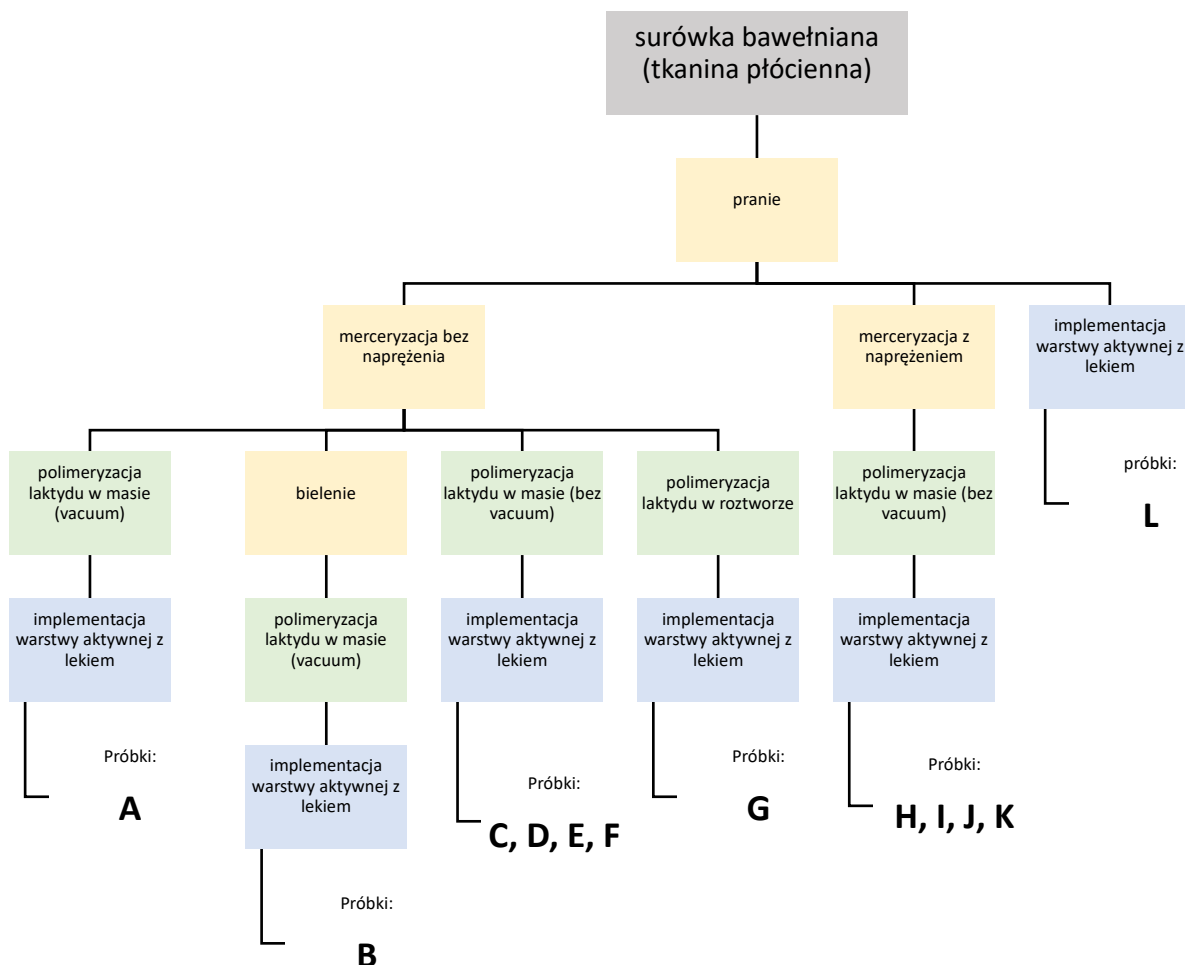 surówka bawełniana
(tkanina płócienna)
pranie
merceryzacja bez
naprężenia
merceryzacja z
naprężeniem
implementacja
warstwy aktywnej z
lekiem
polimeryzacja
laktydu w masie
(vacuum)
bielenie
polimeryzacja
laktydu w masie (bez
vacuum)
polimeryzacja
laktydu w roztworze
polimeryzacja
laktydu w masie (bez
vacuum)
próbki:
L
implementacja
warstwy aktywnej z
lekiem
polimeryzacja
laktydu w masie
(vacuum)
implementacja
warstwy aktywnej z
lekiem
implementacja
warstwy aktywnej z
lekiem
implementacja
warstwy aktywnej z
lekiem
Próbki:
A
implementacja
warstwy aktywnej z
lekiem
Próbki:
C, D, E, F
Próbki:
G
Próbki:
H, I, J, K
Próbki:
B